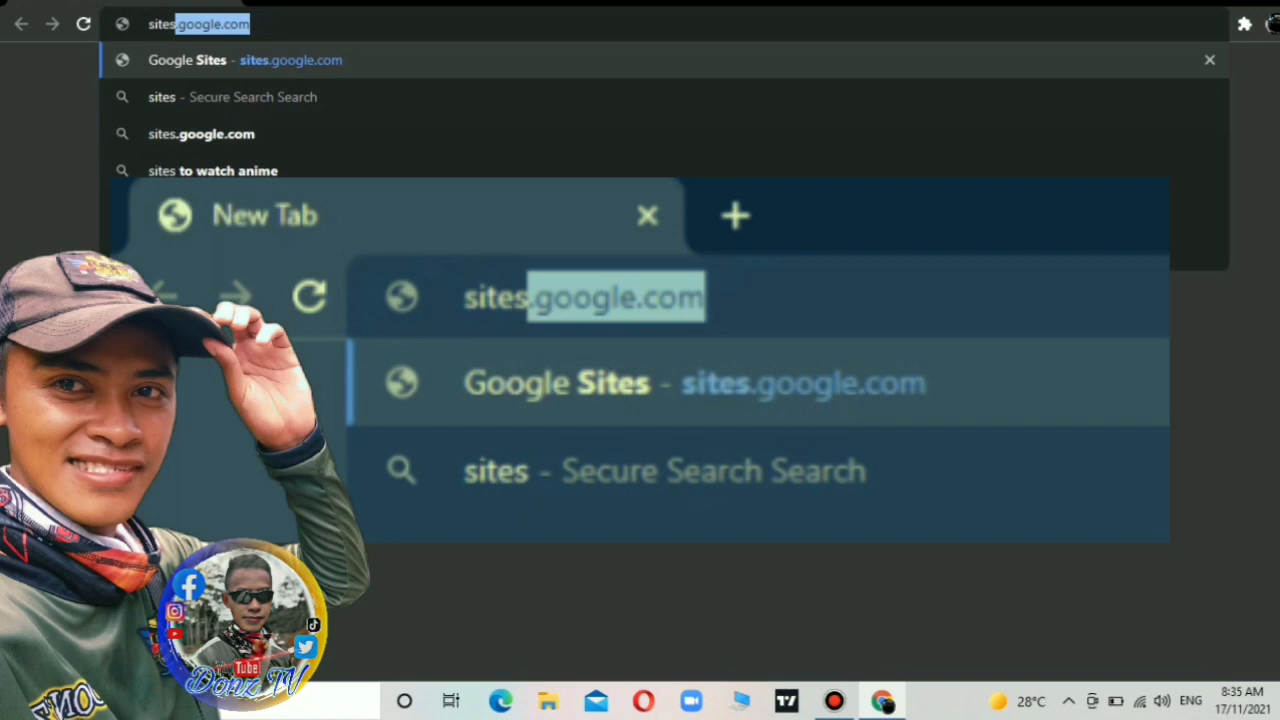 sites.google.com
Google Sites - sites.google.com
sites - Secure Search Search
sites.google.com
sites to watch anime
New Tab
sites.google.com
Google Sites - sites.google.com
sites - Secure Search Search
Tube
Donz TV
28°C
ENG
8:35 AM
17/11/2021